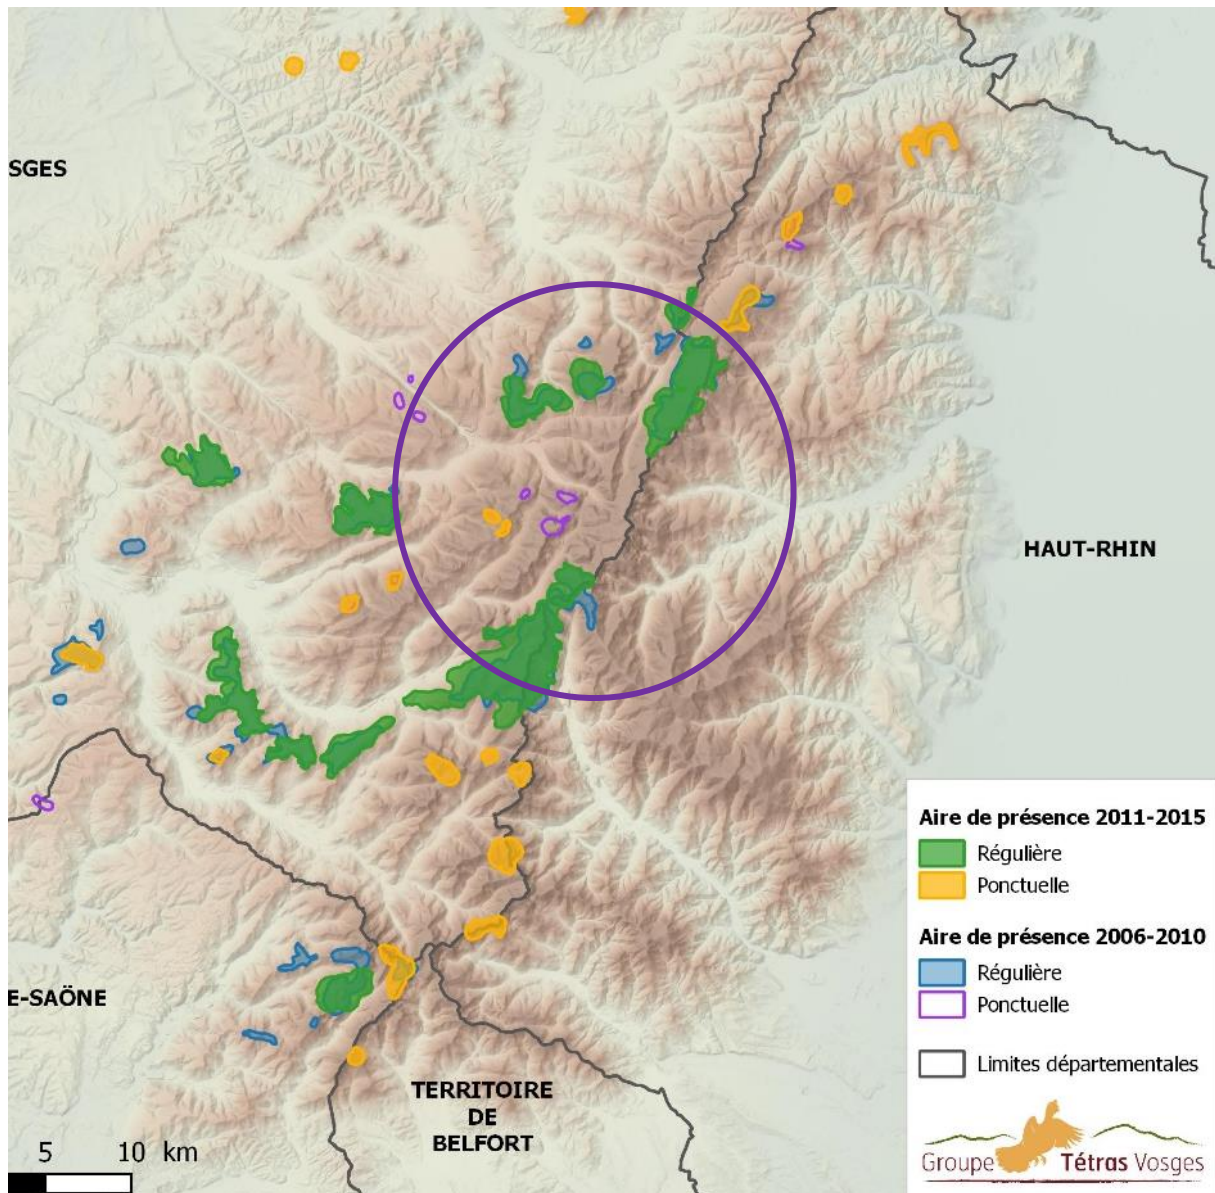 SGES
HAUT-RHIN
Aire de présence 2011-2015
Régulière
Ponctuelle
Aire de présence 2006-2010
Régulière
Ponctuelle
Limites départementales
E-SAÖNE
TERRITOIRE
DE
BELFORT
5 10 km
Groupe Tétras Vosges